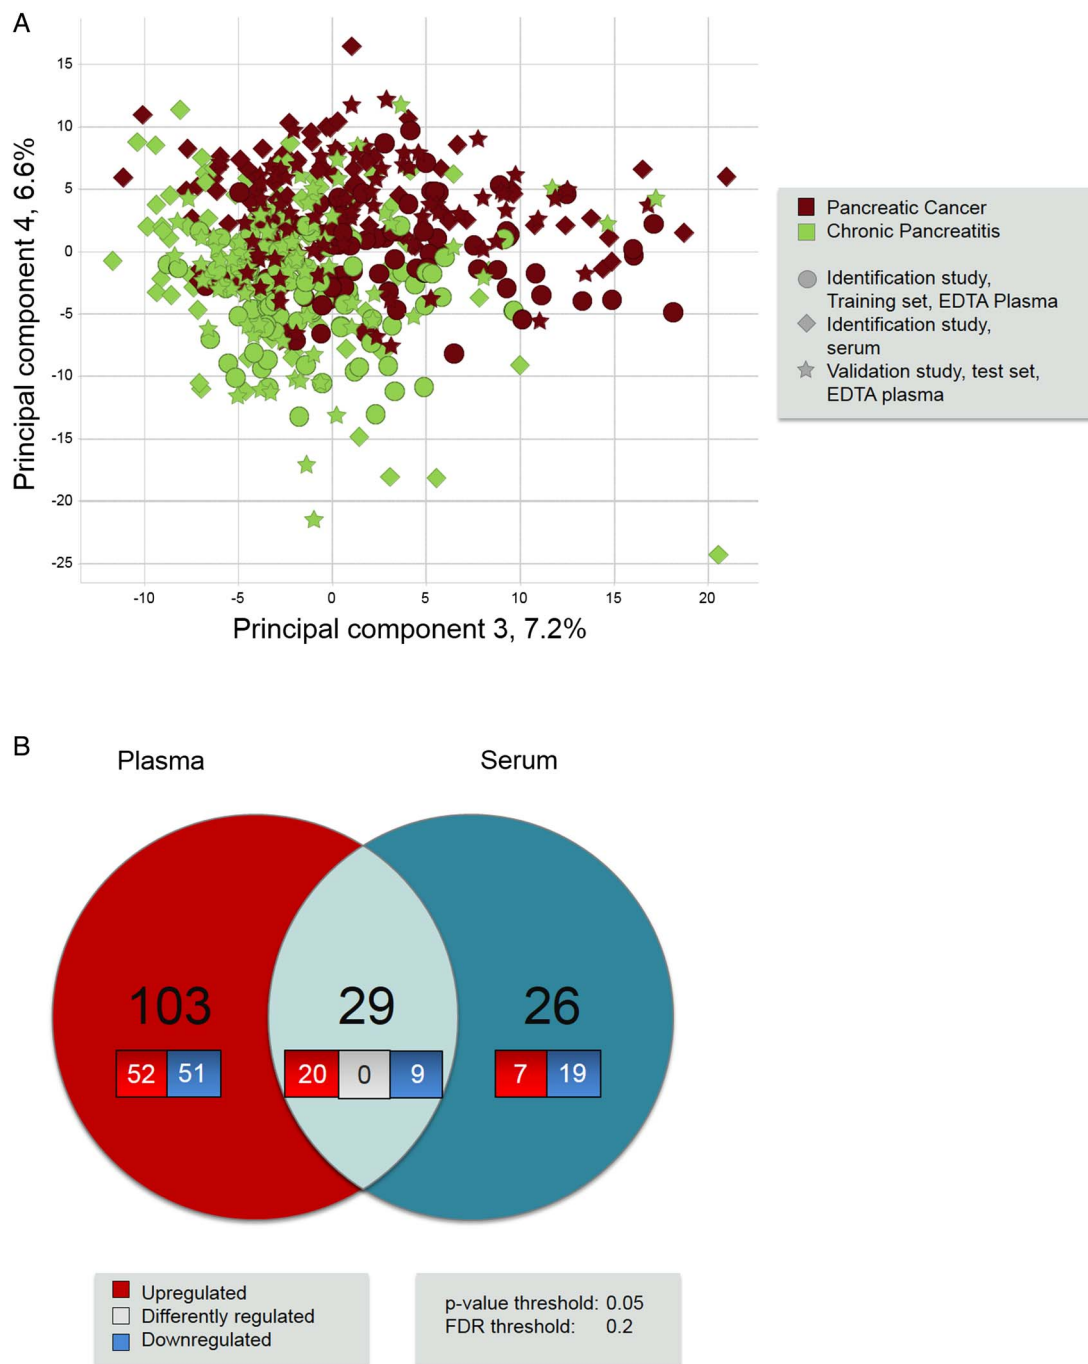 A
Principal component 4, 6.6%
15
10
5
0
-5
-10
-15
-20
-25
-10
-5
0
5
10
15
20
Principal component 3, 7.2%
Pancreatic Cancer
Chronic Pancreatitis
Identification study,
Training set, EDTA Plasma
Identification study,
serum
Validation study, test set,
EDTA plasma
B
Plasma
Serum
103
29
26
52
51
20
0
9
7
19
Upregulated
Differently regulated
Downregulated
p-value threshold: 0.05
FDR threshold: 0.2